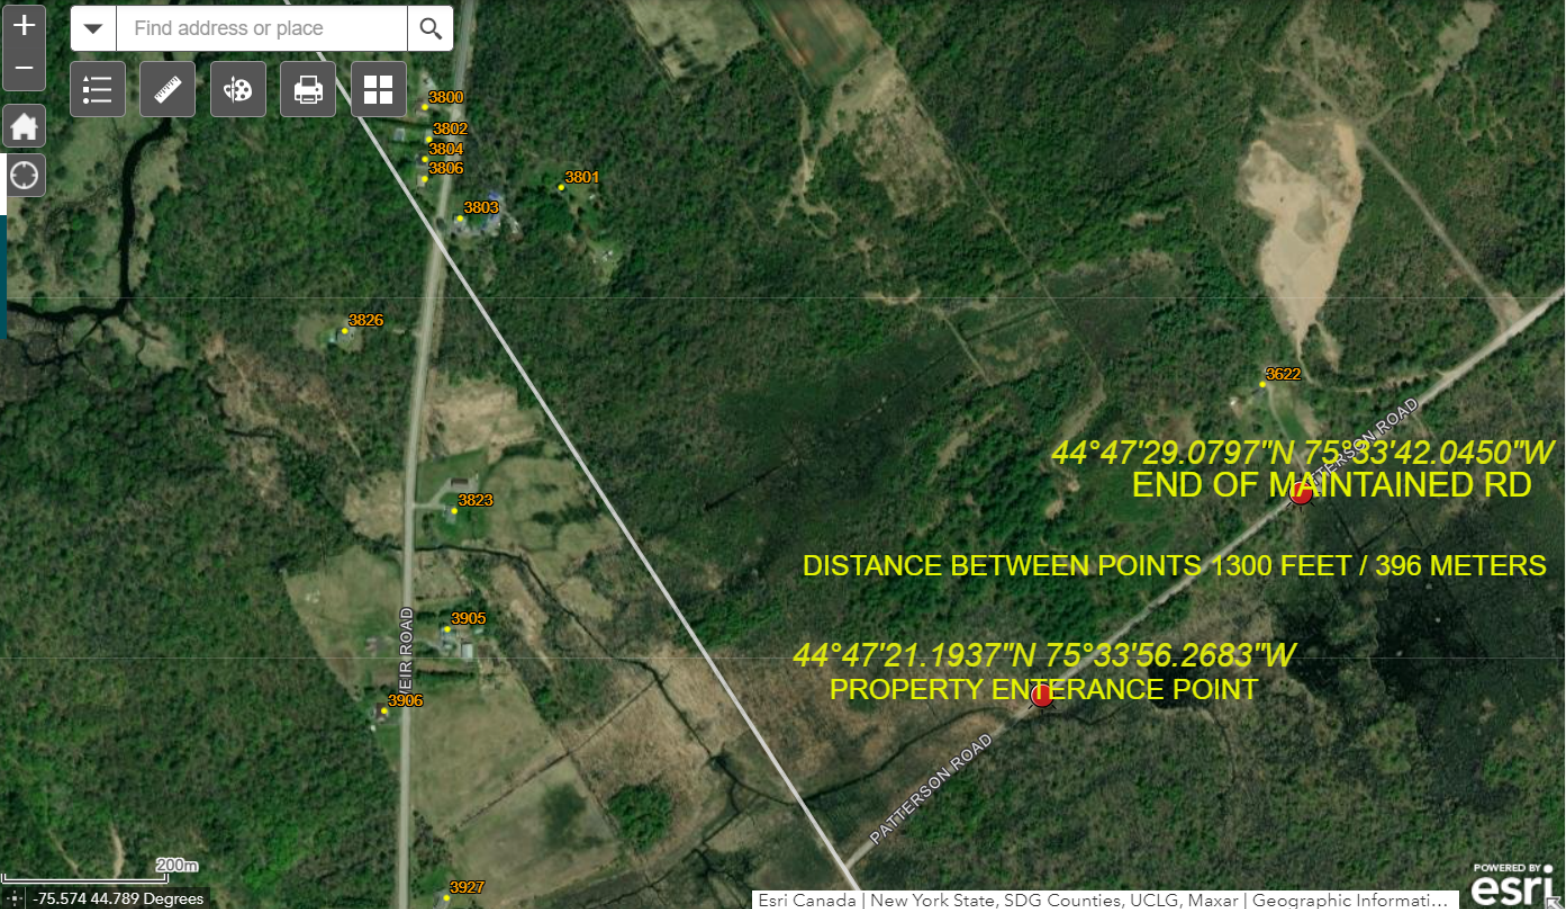 +
Find address or place
−
3800
3802
3804
3806
3801
3803
3826
3622
PATTERSON ROAD
44°47'29.0797"N 75°33'42.0450"W
END OF MAINTAINED RD
3823
DISTANCE BETWEEN POINTS 1300 FEET / 396 METERS
3905
WEIR ROAD
44°47'21.1937"N 75°33'56.2683"W
PROPERTY ENTERANCE POINT
3906
PATTERSON ROAD
200m
3927
-75.574 44.789 Degrees
Esri Canada | New York State, SDG Counties, UCLG, Maxar | Geographic Informati...
POWERED BY
esri